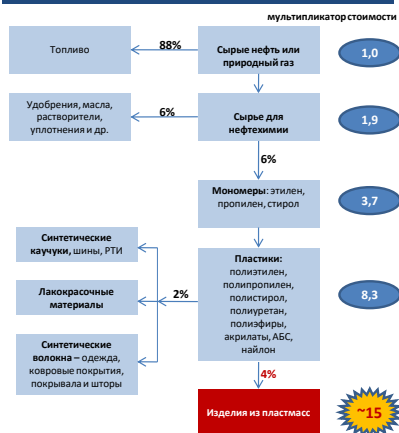 мультипликатор стоимости
Топливо
88%
Сырые нефть или
природный газ
1,0
Удобрения, масла,
растворители,
уплотнения и др.
6%
Сырье для
нефтехимии
1,9
6%
Мономеры: этилен,
пропилен, стирол
3,7
Синтетические
каучуки, шины, РТИ
Лакокрасочные
материалы
Синтетические
волокна – одежда,
ковровые покрытия,
покрывала и шторы
2%
Пластики:
полиэтилен,
полипропилен,
полистирол,
полиуретан,
полиэфиры,
акрилаты, АБС,
найлон
8,3
4%
Изделия из пластмасс
~15